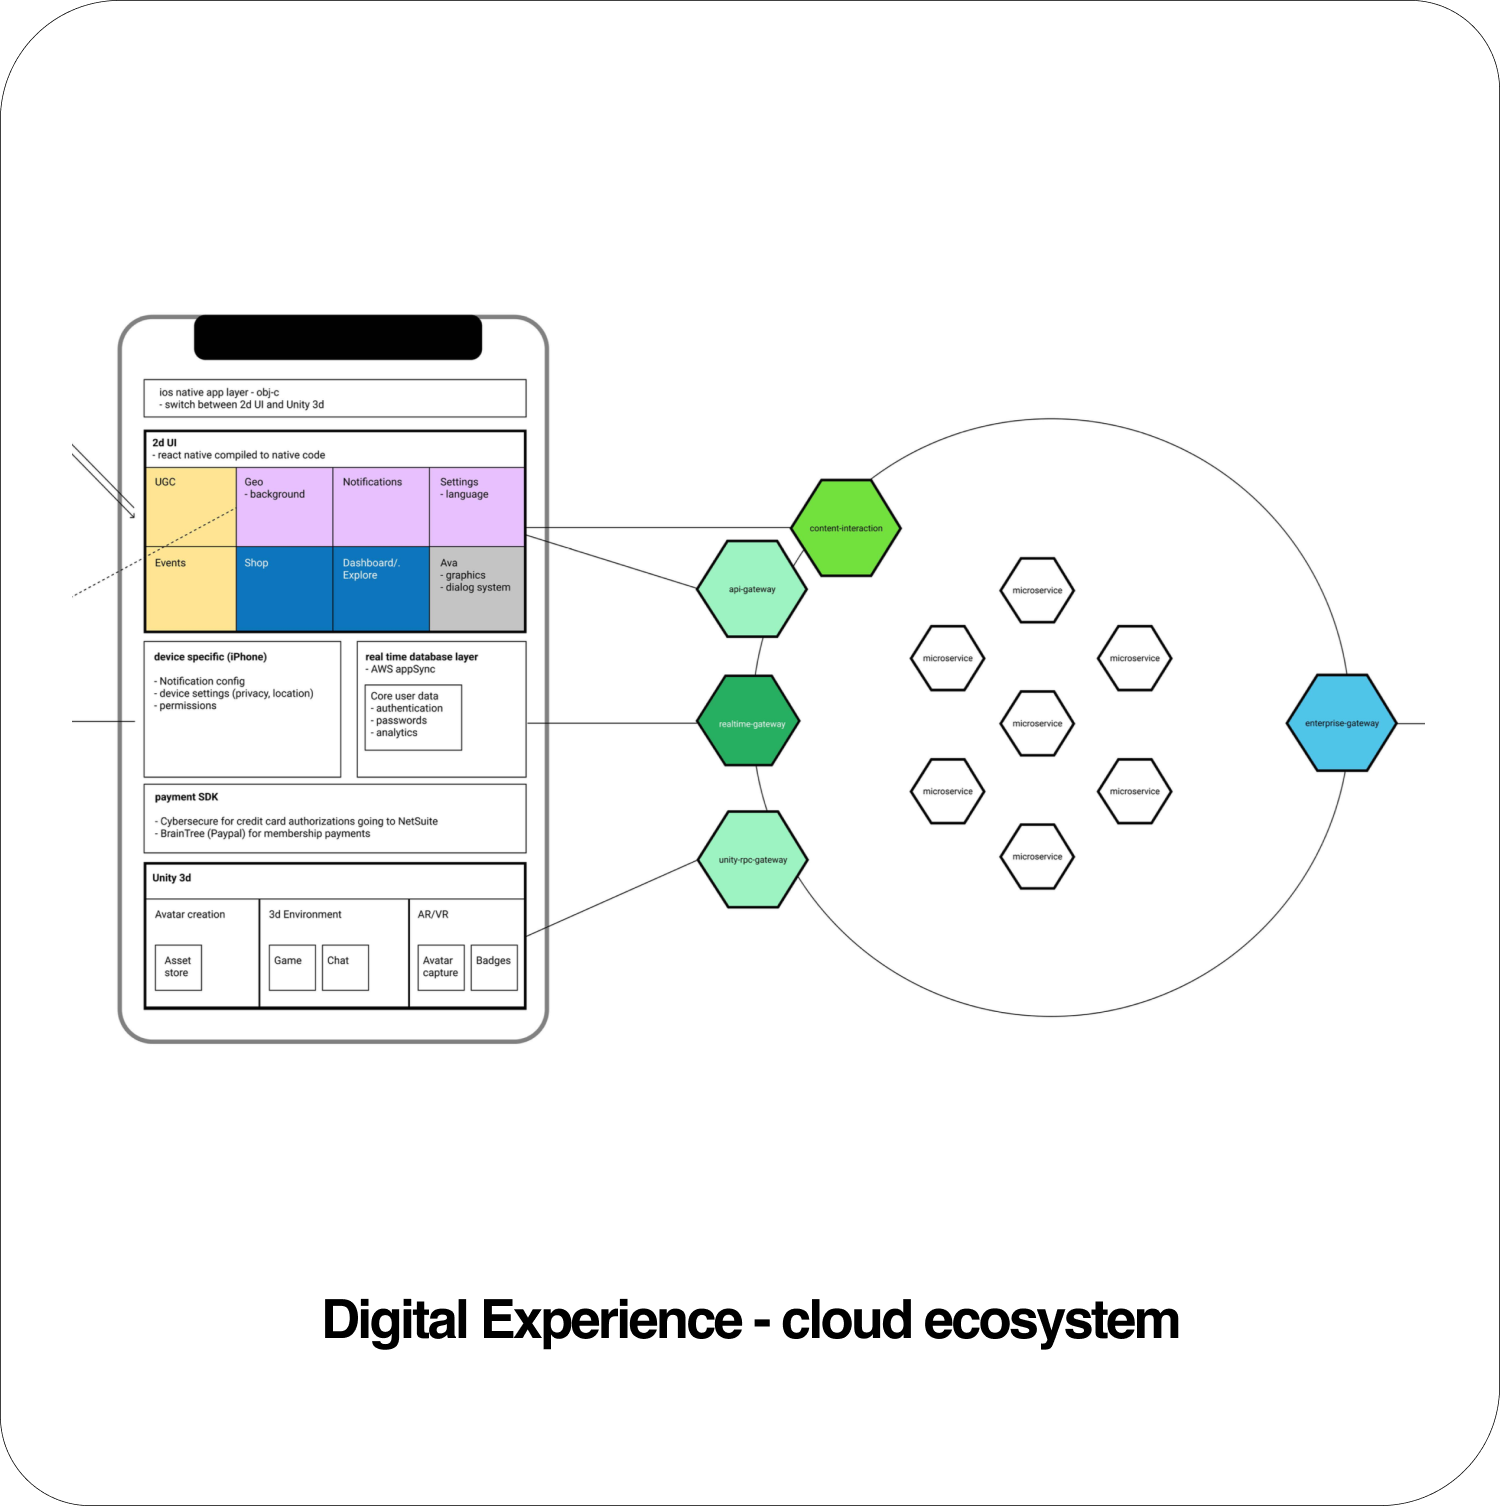 ios native app layer - obj-c
- switch between 2d UI and Unity 3d
2d UI
- react native compiled to native code
UGC
Geo
- background
Notifications
Settings
- language
Events
Shop
Dashboard/.
Explore
Ava
- graphics
- dialog system
device specific (iPhone)
- Notification config
- device settings (privacy, location)
- permissions
real time database layer
- AWS appSync
Core user data
- authentication
- passwords
- analytics
payment SDK
- Cybersecure for credit card authorizations going to NetSuite
- BrainTree (Paypal) for membership payments
Unity 3d
Avatar creation
Asset
store
3d Environment
Game
Chat
AR/VR
Avatar
capture
Badges
content-interaction
api-gateway
realtime-gateway
unity-rpc-gateway
microservice
microservice
microservice
microservice
microservice
microservice
microservice
enterprise-gateway
Digital Experience - cloud ecosystem